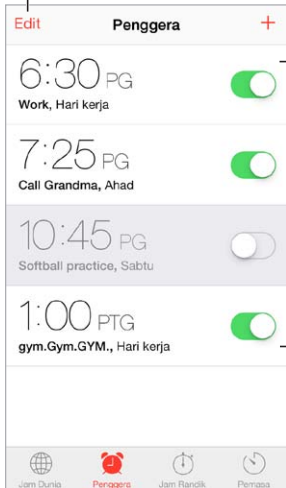 Edit Penggera +
6:30 PG
Work, Hari kerja
7:25 PG
Call Grandma, Ahad
10:45 PG
Softball practice, Sabtu
1:00 PTG
gym.Gym.GYM., Hari kerja
Jam Dunia Penggera Jam Randik Pemasa